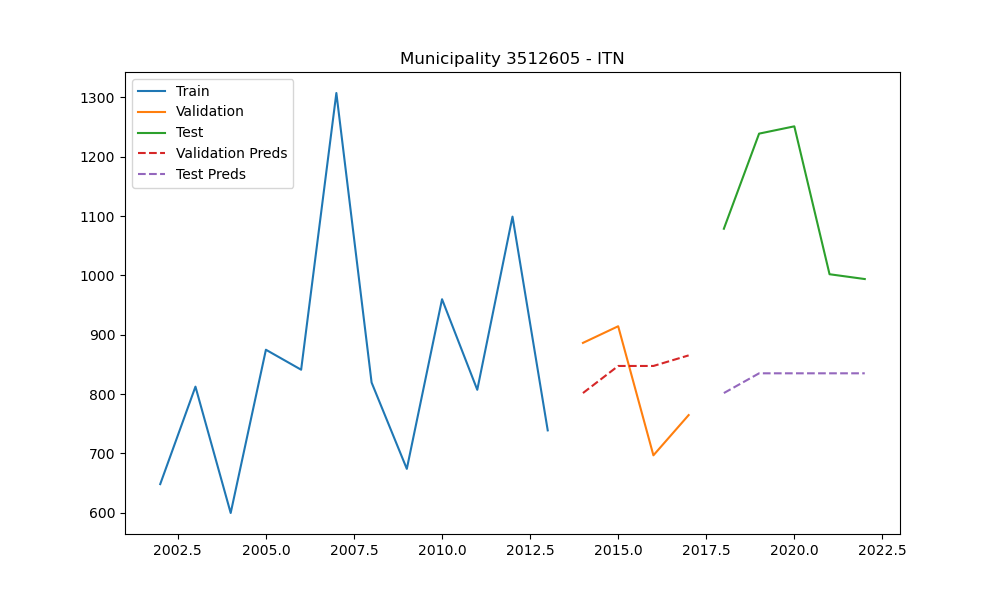 Municipality 3512605 - ITN
Train
Validation
Test
Validation Preds
Test Preds
1300
1200
1100
1000
900
800
700
600
2002.5 2005.0 2007.5 2010.0 2012.5 2015.0 2017.5 2020.0 2022.5